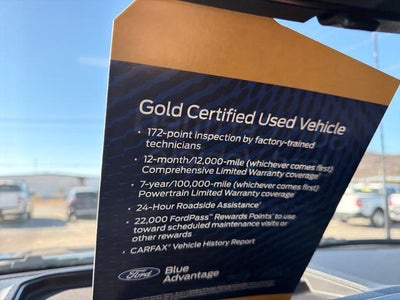 Gold Certified Used Vehicle
• 172-point inspection by factory-trained
technicians
• 12-month/12,000-mile (whichever comes first)
Comprehensive Limited Warranty coverage
• 7-year/100,000-mile (whichever comes first)
Powertrain Limited Warranty coverage
• 24-Hour Roadside Assistance
• 22,000 FordPass™ Rewards Points to use
toward scheduled maintenance visits or
other rewards
• CARFAX® Vehicle History Report
Ford
Blue
Advantage